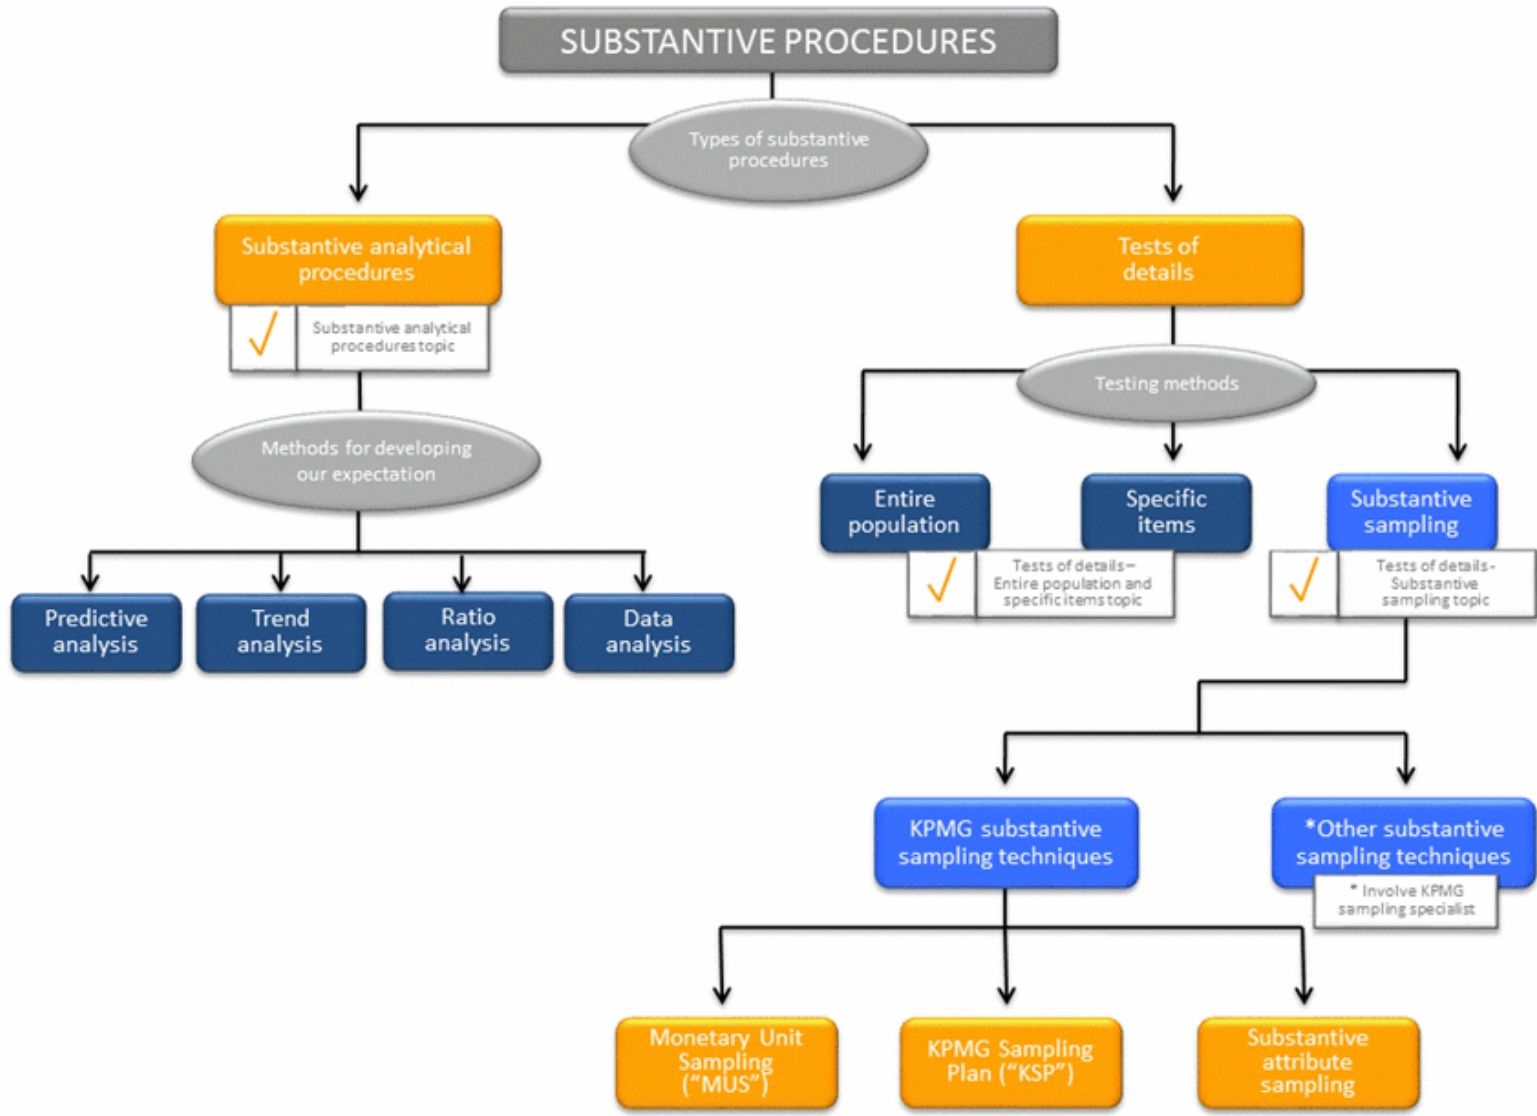 SUBSTANTIVE PROCEDURES
Types of substantive
procedures
Substantive analytical
procedures
Substantive analytical
procedures topic
Methods for developing
our expectation
Predictive
analysis
Trend
analysis
Ratio
analysis
Data
analysis
Tests of
details
Testing methods
Entire
population
Specific
items
Tests of details–
Entire population and
specific items topic
Substantive
sampling
Tests of details-
Substantive
sampling topic
KPMG substantive
sampling techniques
*Other substantive
sampling techniques
* Involve KPMG
sampling specialist
Monetary Unit
Sampling
(“MUS”)
KPMG Sampling
Plan (“KSP”)
Substantive
attribute
sampling